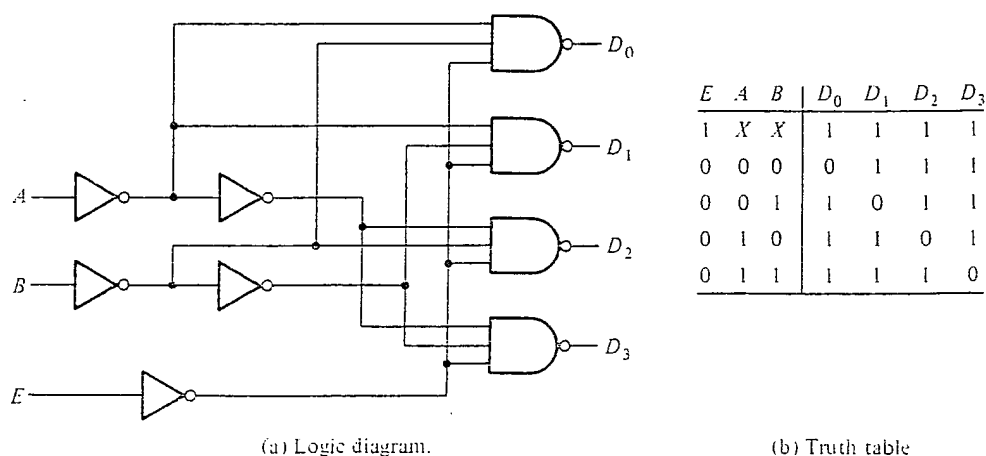 D₀
D₁
A
D₂
B
D₃
E
(a) Logic diagram.
E A B D₀ D₁ D₂ D₃
1 X X 1 1 1 1
0 0 0 0 1 1 1
0 0 1 1 0 1 1
0 1 0 1 1 0 1
0 1 1 1 1 1 0
(b) Truth table